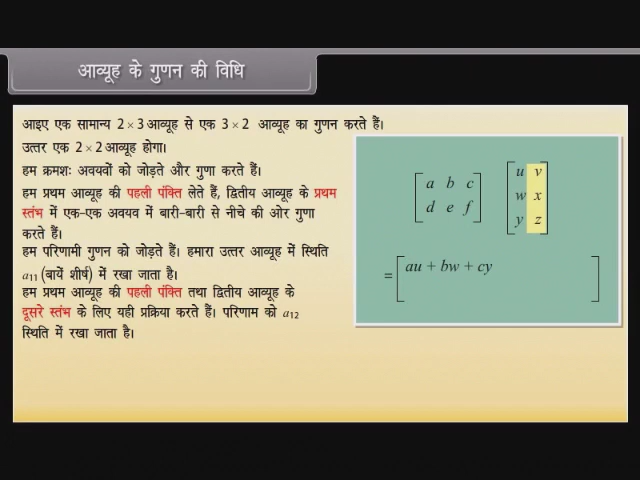 आव्यूह के गुणन की विधि
आइए एक सामान्य 2 × 3 आव्यूह से एक 3 × 2 आव्यूह का गुणन करते हैं।
उत्तर एक 2 × 2 आव्यूह होगा।
हम क्रमशः अवयवों को जोड़ते और गुणा करते हैं।
हम प्रथम आव्यूह की पहली पंक्ति लेते हैं, द्वितीय आव्यूह के प्रथम
स्तंभ में एक-एक अवयव में बारी-बारी से नीचे की ओर गुणा
करते हैं।
हम परिणामी गुणन को जोड़ते हैं। हमारा उत्तर आव्यूह में स्थिति
a11 (बायें शीर्ष) में रखा जाता है।
हम प्रथम आव्यूह की पहली पंक्ति तथा द्वितीय आव्यूह के
दूसरे स्तंभ के लिए यही प्रक्रिया करते हैं। परिणाम को a12
स्थिति में रखा जाता है।
a b c
d e f
u v
w x
y z
= au + bw + cy